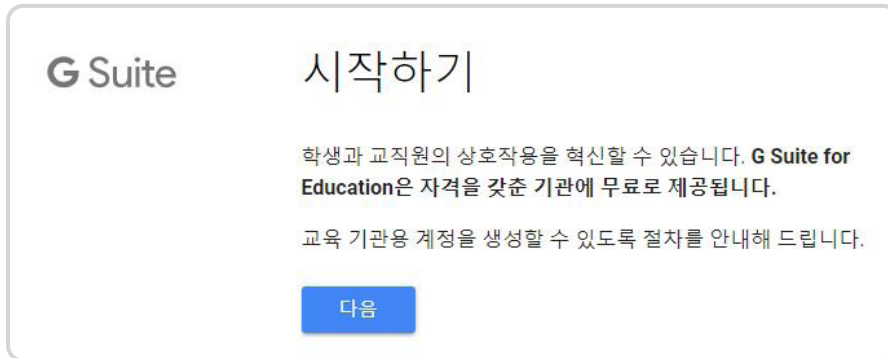 G Suite
시작하기
학생과 교직원의 상호작용을 혁신할 수 있습니다. G Suite for
Education은 자격을 갖춘 기관에 무료로 제공됩니다.
교육 기관용 계정을 생성할 수 있도록 절차를 안내해 드립니다.
다음